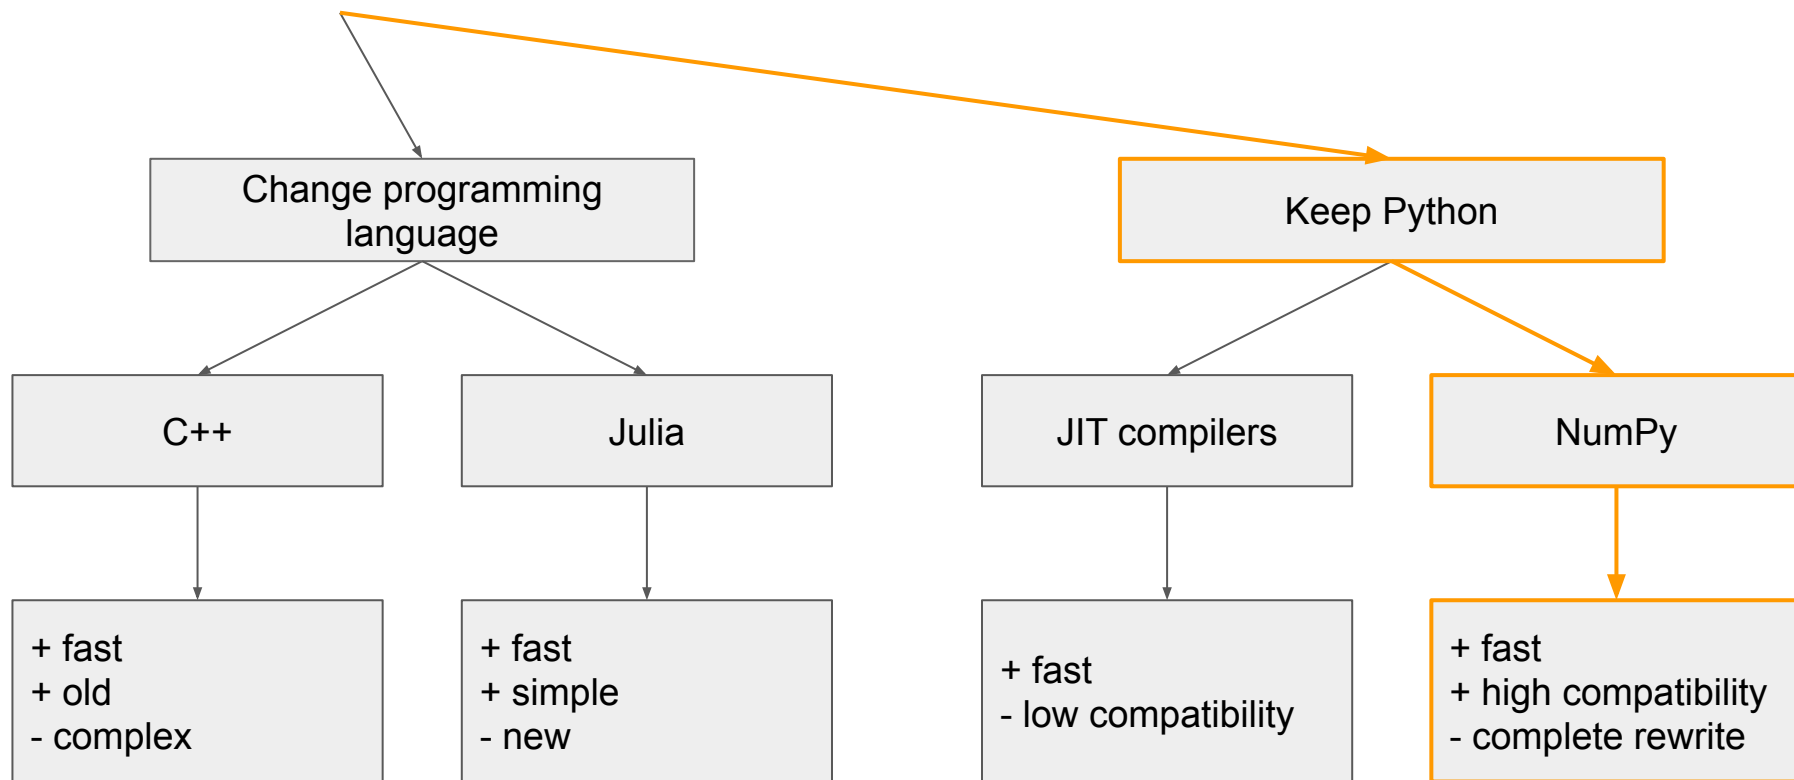 Change programming
language
Keep Python
C++
Julia
JIT compilers
NumPy
+ fast
+ old
- complex
+ fast
+ simple
- new
+ fast
- low compatibility
+ fast
+ high compatibility
- complete rewrite